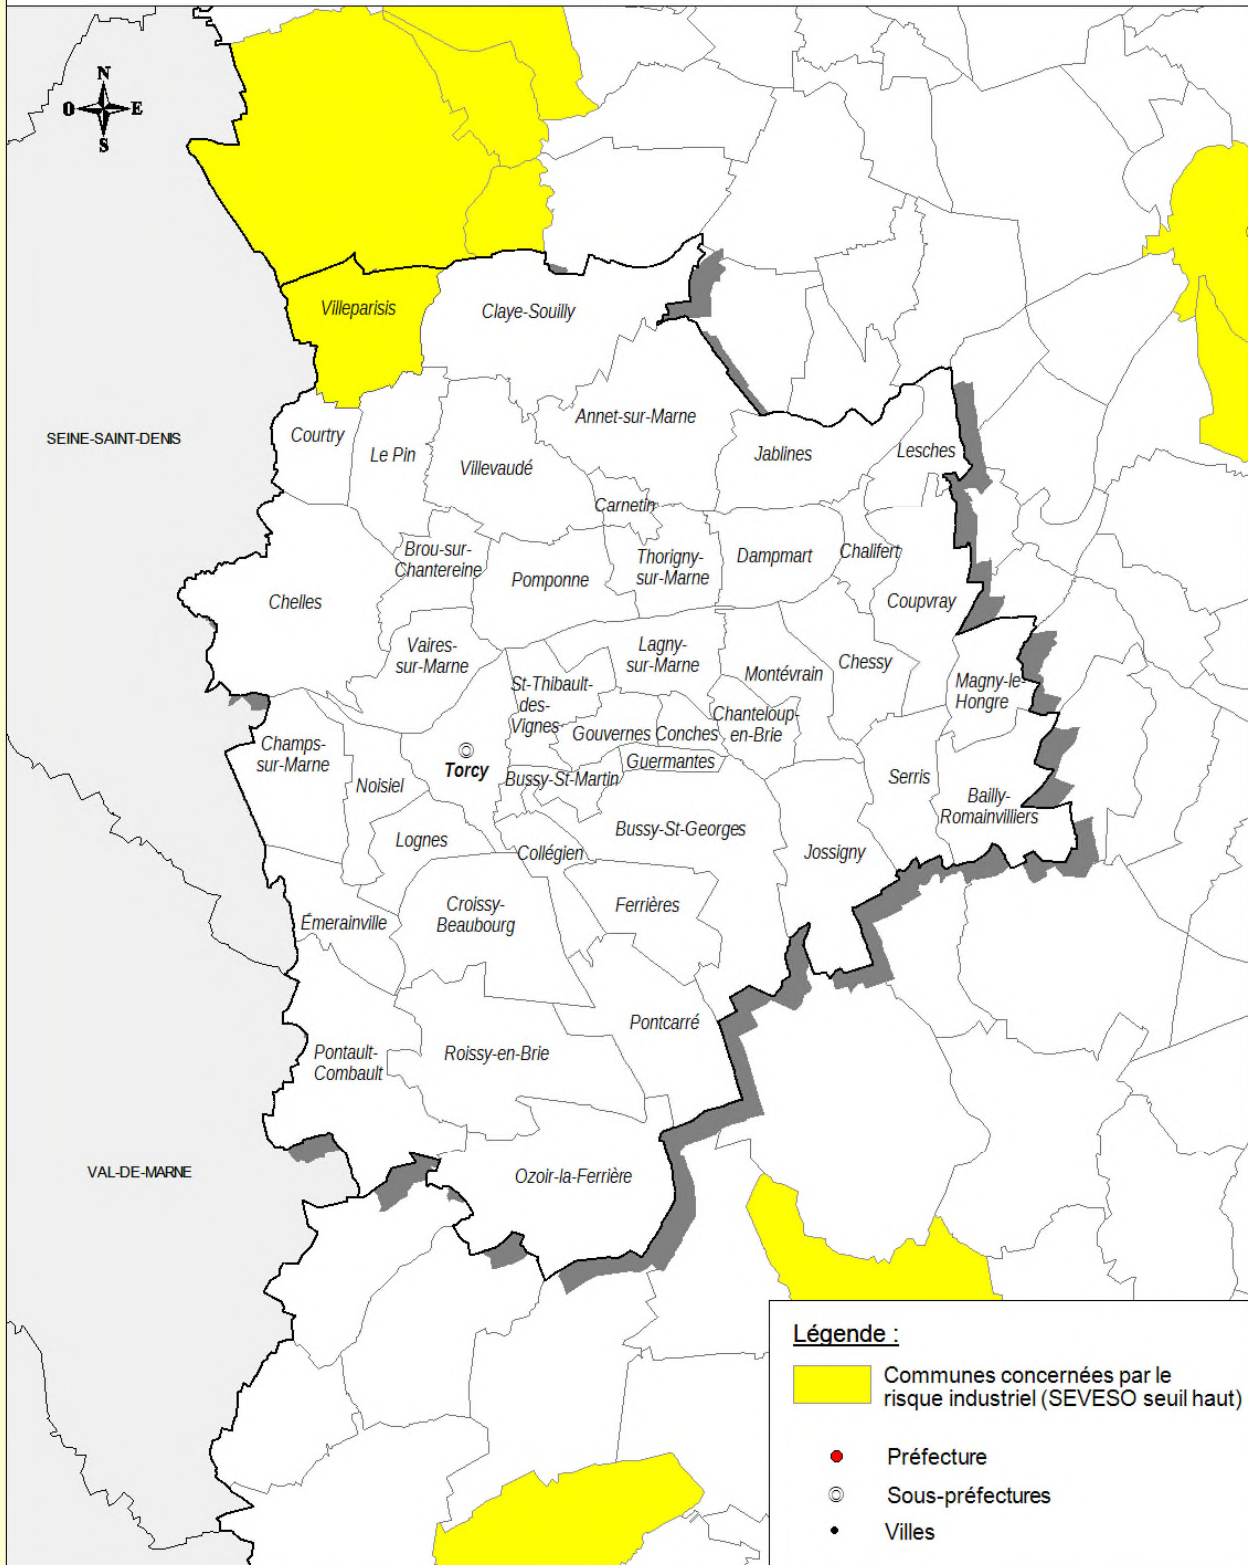 N
O
E
S
Villeparisis
Claye-Souilly
SEINE-SAINT-DENIS
Courtry
Le Pin
Villevaudé
Annet-sur-Marne
Jablines
Lesches
Carnetin
Brou-sur-
Chantereine
Pomponne
Thorigny-
sur-Marne
Dampmart
Chalifert
Chelles
Coupvray
Vaires-
sur-Marne
St-Thibault-
des-
Vignes
Lagny-
sur-Marne
Montévrain
Chessy
Magny-le-
Hongre
Champs-
sur-Marne
Noisiel
Torcy
Gouvernes
Conches
Chanteloup-
en-Brie
Guermantes
Bussy-St-Martin
Serris
Bailly-
Romainvilliers
Lognes
Collégien
Bussy-St-Georges
Jossigny
Émerainville
Croissy-
Beaubourg
Ferrières
Pontault-
Combault
Roissy-en-Brie
Pontcarré
VAL-DE-MARNE
Ozoir-la-Ferrière
Légende :
Communes concernées par le
risque industriel (SEVESO seuil haut)
Préfecture
Sous-préfectures
Villes